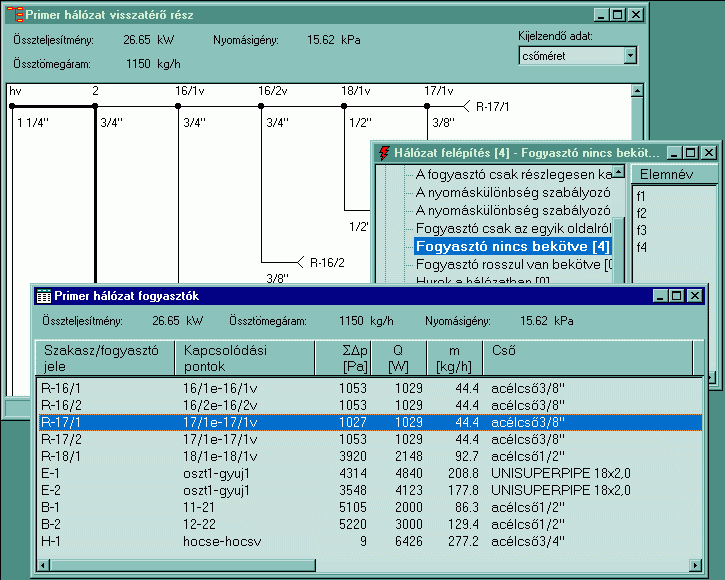 Primer hálózat visszatérő rész
Összteljesítmény: 26.65 kW Nyomásigény: 15.62 kPa
Össztömegáram: 1150 kg/h
Kijelzendő adat:
csőméret
hv 2 16/1v 16/2v 18/1v 17/1v
R-17/1
1 1/4" 3/4" 3/4" 3/4" 1/2" 3/8"
1/2"
R-16/2
3/8"
Hálózat felépítés [4] - Fogyasztó nincs beköt...
A fogyasztó csak részlegesen ka
A nyomáskülönbség szabályozó
A nyomáskülönbség szabályozó
Fogyasztó csak az egyik oldalról
Fogyasztó nincs bekötve [4]
Fogyasztó rosszul van bekötve [0
Hurok a hálózatban [0]
Elemnév
f1
f2
f3
f4
Primer hálózat fogyasztók
Összteljesítmény: 26.65 kW Össztömegáram: 1150 kg/h Nyomásigény: 15.62 kPa
Szakasz/fogyasztó jele Kapcsolódási pontok ΣΔp [Pa] Q [W] m [kg/h] Cső
R-16/1 16/1e-16/1v 1053 1029 44.4 acélcső3/8"
R-16/2 16/2e-16/2v 1053 1029 44.4 acélcső3/8"
R-17/1 17/1e-17/1v 1027 1029 44.4 acélcső3/8"
R-17/2 17/1e-17/1v 1053 1029 44.4 acélcső3/8"
R-18/1 18/1e-18/1v 3920 2148 92.7 acélcső1/2"
E-1 oszt1-gyuj1 4314 4840 208.8 UNISUPERPIPE 18x2,0
E-2 oszt1-gyuj1 3548 4123 177.8 UNISUPERPIPE 18x2,0
B-1 11-21 5105 2000 86.3 acélcső1/2"
B-2 12-22 5220 3000 129.4 acélcső1/2"
H-1 hocse-hocsv 9 6426 277.2 acélcső3/4"